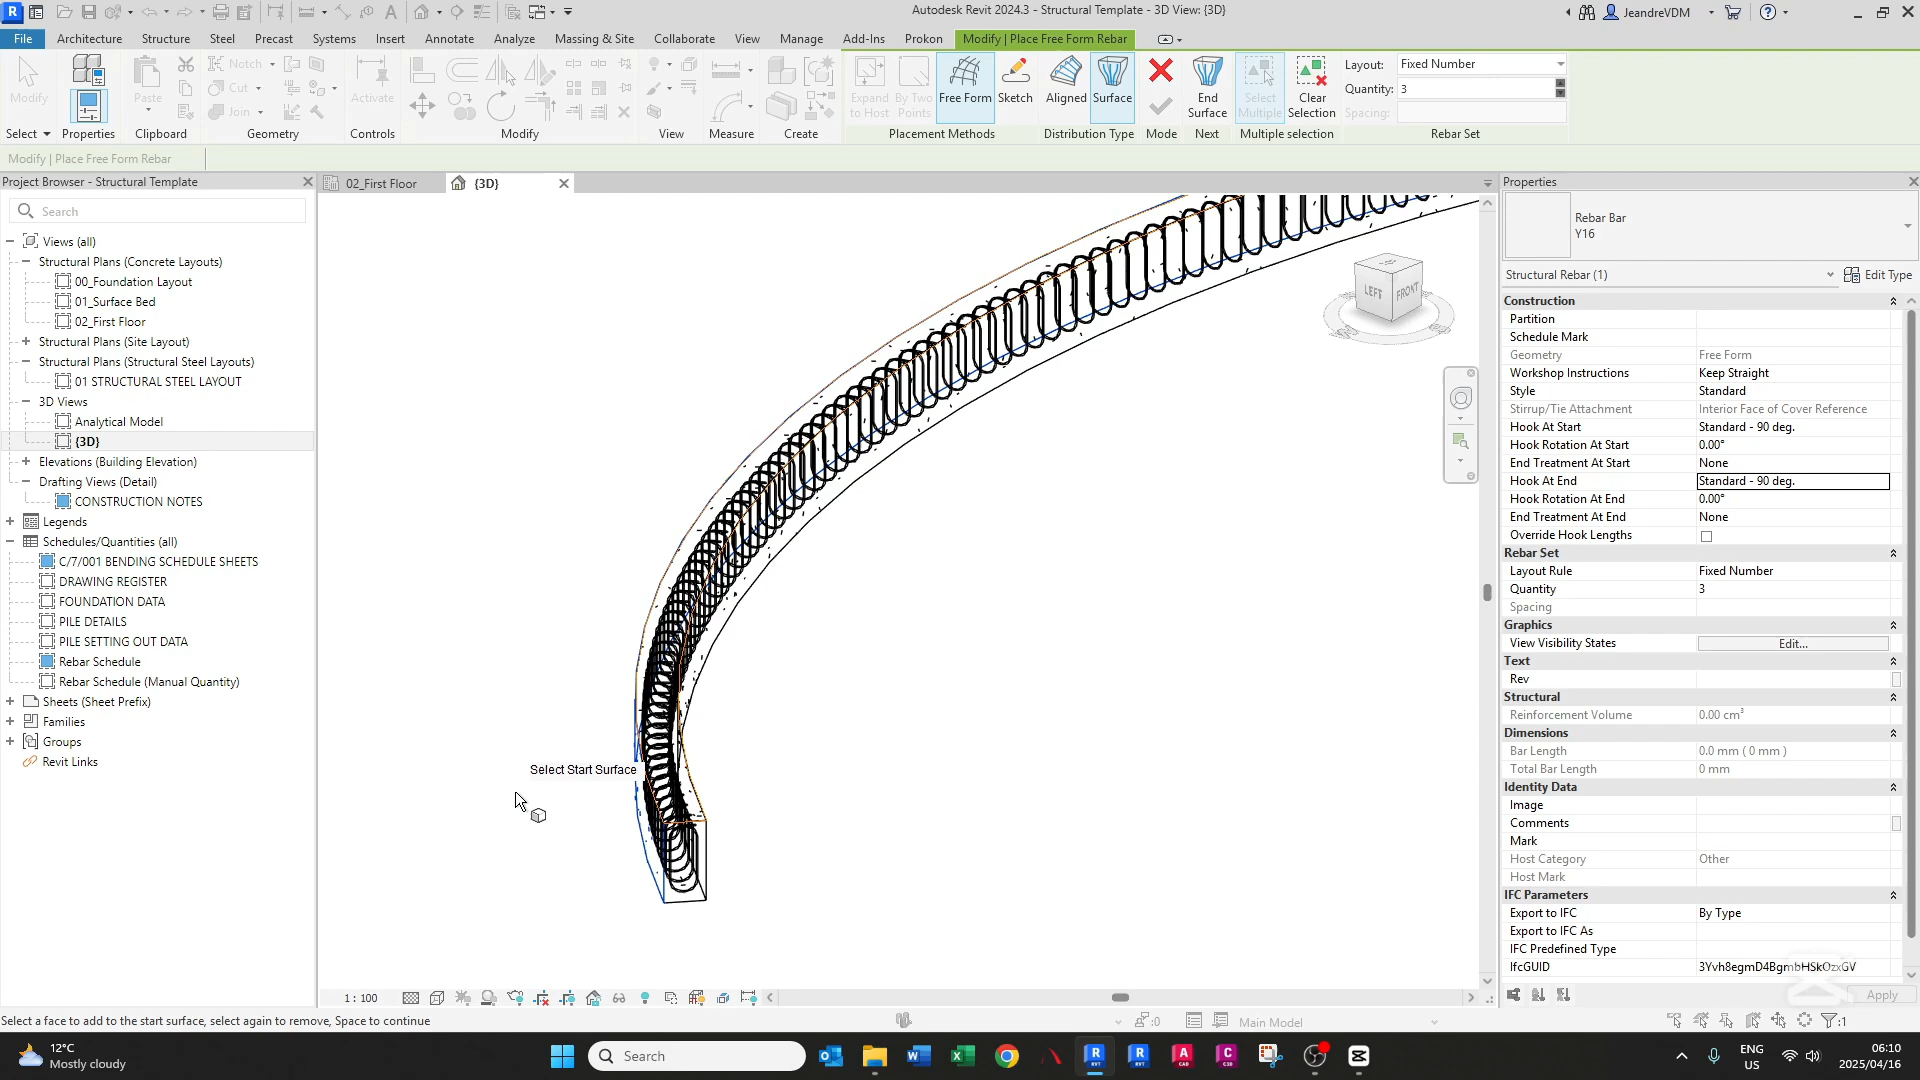 Autodesk Revit 2024.3 - Structural Template - 3D View: {3D}
JeandreVDM
File
Architecture
Structure
Steel
Precast
Systems
Insert
Annotate
Analyze
Massing & Site
Collaborate
View
Manage
Add-Ins
Prokon
Modify | Place Free Form Rebar
Modify
Properties
Paste
Notch
Cut
Join
Activate
Expand to Host
By Two Points
Free Form
Sketch
Aligned
Surface
End Surface
Select Multiple
Clear Selection
Layout: Fixed Number
Quantity: 3
Spacing:
Select
Properties
Clipboard
Geometry
Controls
Modify
View
Measure
Create
Placement Methods
Distribution Type
Mode
Next
Multiple selection
Rebar Set
Modify | Place Free Form Rebar
Project Browser - Structural Template
Search
Views (all)
Structural Plans (Concrete Layouts)
00_Foundation Layout
01_Surface Bed
02_First Floor
Structural Plans (Site Layout)
Structural Plans (Structural Steel Layouts)
01 STRUCTURAL STEEL LAYOUT
3D Views
Analytical Model
{3D}
Elevations (Building Elevation)
Drafting Views (Detail)
CONSTRUCTION NOTES
Legends
Schedules/Quantities (all)
C/7/001 BENDING SCHEDULE SHEETS
DRAWING REGISTER
FOUNDATION DATA
PILE DETAILS
PILE SETTING OUT DATA
Rebar Schedule
Rebar Schedule (Manual Quantity)
Sheets (Sheet Prefix)
Families
Groups
Revit Links
02_First Floor
{3D}
LEFT
FRONT
Select Start Surface
1 : 100
Properties
Rebar Bar
Y16
Structural Rebar (1)
Edit Type
Construction
Partition
Schedule Mark
Geometry Free Form
Workshop Instructions Keep Straight
Style Standard
Stirrup/Tie Attachment Interior Face of Cover Reference
Hook At Start Standard - 90 deg.
Hook Rotation At Start 0.00°
End Treatment At Start None
Hook At End Standard - 90 deg.
Hook Rotation At End 0.00°
End Treatment At End None
Override Hook Lengths
Rebar Set
Layout Rule Fixed Number
Quantity 3
Spacing
Graphics
View Visibility States Edit...
Text
Rev
Structural
Reinforcement Volume 0.00 cm³
Dimensions
Bar Length 0.0 mm ( 0 mm )
Total Bar Length 0 mm
Identity Data
Image
Comments
Mark
Host Category Other
Host Mark
IFC Parameters
Export to IFC By Type
Export to IFC As
IFC Predefined Type
IfcGUID 3Yvh8egmD4BgmbHSkOzxGV
Apply
Select a face to add to the start surface, select again to remove, Space to continue
:0
Main Model
:1
12°C
Mostly cloudy
Search
ENG
US
06:10
2025/04/16